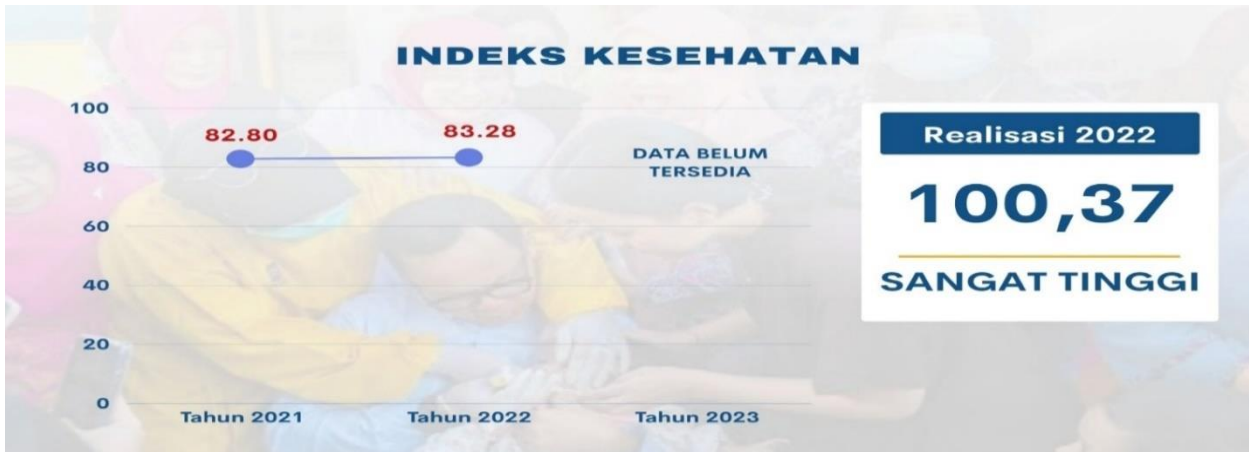 INDEKS KESEHATAN
100
80
60
40
20
0
82.80
83.28
DATA BELUM
TERSEDIA
Tahun 2021
Tahun 2022
Tahun 2023
Realisasi 2022
100,37
SANGAT TINGGI